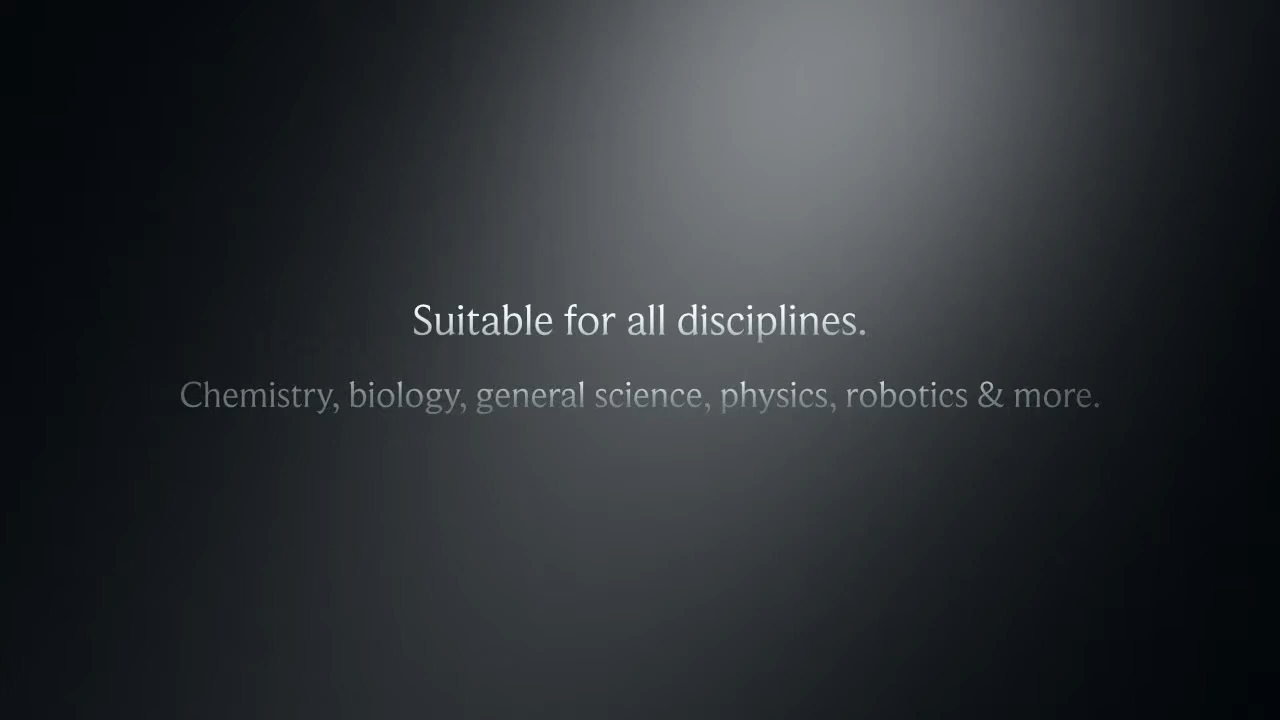 Suitable for all disciplines.
Chemistry, biology, general science, physics, robotics & more.